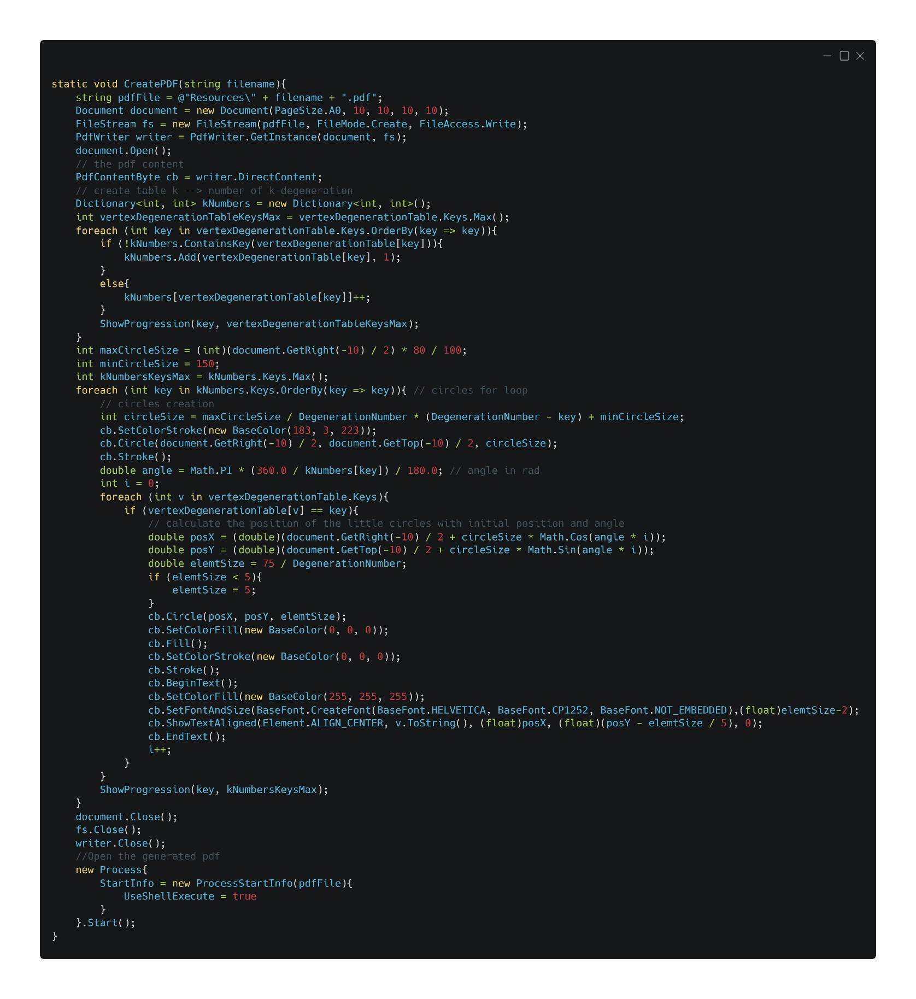 static void CreatePDF(string filename){
    string pdfFile = @"Resources\" + filename + ".pdf";
    Document document = new Document(PageSize.A0, 10, 10, 10, 10);
    FileStream fs = new FileStream(pdfFile, FileMode.Create, FileAccess.Write);
    PdfWriter writer = PdfWriter.GetInstance(document, fs);
    document.Open();
    // the pdf content
    PdfContentByte cb = writer.DirectContent;
    // create table k --> number of k-degeneration
    Dictionary<int, int> kNumbers = new Dictionary<int, int>();
    int vertexDegenerationTableKeysMax = vertexDegenerationTable.Keys.Max();
    foreach (int key in vertexDegenerationTable.Keys.OrderBy(key => key)){
        if (!kNumbers.ContainsKey(vertexDegenerationTable[key])){
            kNumbers.Add(vertexDegenerationTable[key], 1);
        }
        else{
            kNumbers[vertexDegenerationTable[key]]++;
        }
        ShowProgression(key, vertexDegenerationTableKeysMax);
    }
    int maxCircleSize = (int)(document.GetRight(-10) / 2) * 80 / 100;
    int minCircleSize = 150;
    int kNumbersKeysMax = kNumbers.Keys.Max();
    foreach (int key in kNumbers.Keys.OrderBy(key => key)){ // circles for loop
        // circles creation
        int circleSize = maxCircleSize / DegenerationNumber * (DegenerationNumber - key) + minCircleSize;
        cb.SetColorStroke(new BaseColor(183, 3, 223));
        cb.Circle(document.GetRight(-10) / 2, document.GetTop(-10) / 2, circleSize);
        cb.Stroke();
        double angle = Math.PI * (360.0 / kNumbers[key]) / 180.0; // angle in rad
        int i = 0;
        foreach (int v in vertexDegenerationTable.Keys){
            if (vertexDegenerationTable[v] == key){
                // calculate the position of the little circles with initial position and angle
                double posX = (double)(document.GetRight(-10) / 2 + circleSize * Math.Cos(angle * i));
                double posY = (double)(document.GetTop(-10) / 2 + circleSize * Math.Sin(angle * i));
                double elemtSize = 75 / DegenerationNumber;
                if (elemtSize < 5){
                    elemtSize = 5;
                }
                cb.Circle(posX, posY, elemtSize);
                cb.SetColorFill(new BaseColor(0, 0, 0));
                cb.Fill();
                cb.SetColorStroke(new BaseColor(0, 0, 0));
                cb.Stroke();
                cb.BeginText();
                cb.SetColorFill(new BaseColor(255, 255, 255));
                cb.SetFontAndSize(BaseFont.CreateFont(BaseFont.HELVETICA, BaseFont.CP1252, BaseFont.NOT_EMBEDDED),(float)elemtSize-2);
                cb.ShowTextAligned(Element.ALIGN_CENTER, v.ToString(), (float)posX, (float)(posY - elemtSize / 5), 0);
                cb.EndText();
                i++;
            }
        }
        ShowProgression(key, kNumbersKeysMax);
    }
    document.Close();
    fs.Close();
    writer.Close();
    //Open the generated pdf
    new Process{
        StartInfo = new ProcessStartInfo(pdfFile){
            UseShellExecute = true
        }
    }.Start();
}